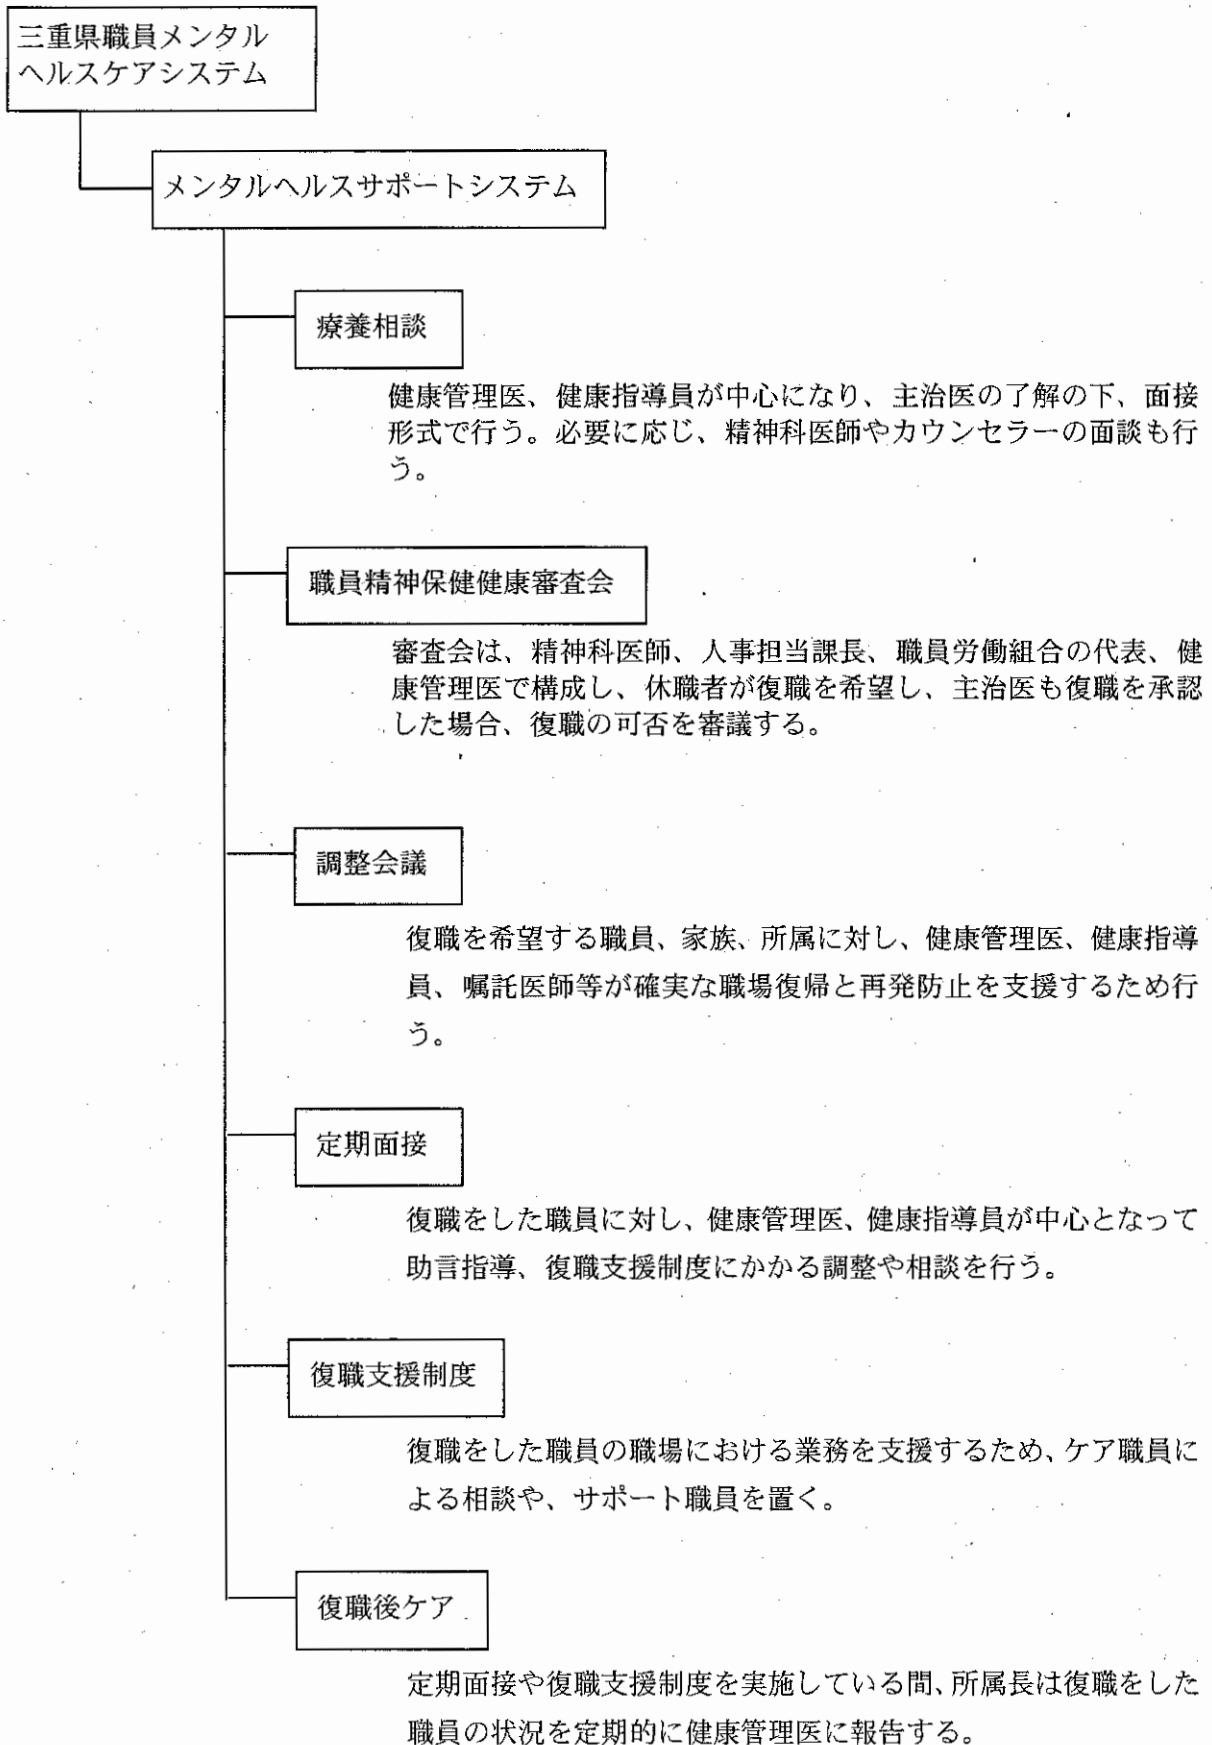 三重県職員メンタル
ヘルスケアシステム
メンタルヘルスサポートシステム
療養相談
健康管理医、健康指導員が中心になり、主治医の了解の下、面接
形式で行う。必要に応じ、精神科医師やカウンセラーの面談も行
う。
職員精神保健健康審査会
審査会は、精神科医師、人事担当課長、職員労働組合の代表、健
康管理医で構成し、休職者が復職を希望し、主治医も復職を承認
した場合、復職の可否を審議する。
調整会議
復職を希望する職員、家族、所属に対し、健康管理医、健康指導
員、嘱託医師等が確実な職場復帰と再発防止を支援するため行
う。
定期面接
復職をした職員に対し、健康管理医、健康指導員が中心となって
助言指導、復職支援制度にかかる調整や相談を行う。
復職支援制度
復職をした職員の職場における業務を支援するため、ケア職員に
よる相談や、サポート職員を置く。
復職後ケア
定期面接や復職支援制度を実施している間、所属長は復職をした
職員の状況を定期的に健康管理医に報告する。